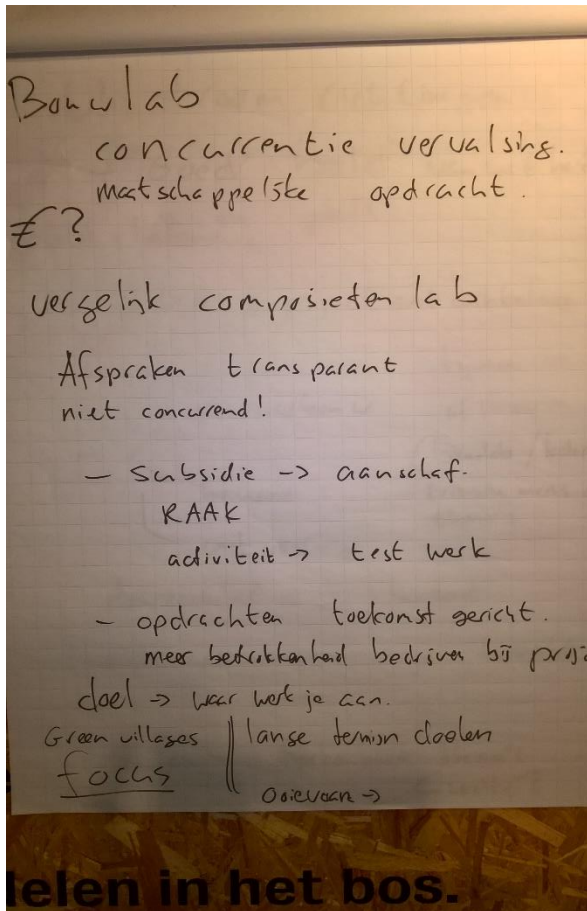 Bouwlab
concurrentie vervalsing.
maatschappelijke opdracht.
€?
vergelijk composieten lab
Afspraken transparant
niet concurrend!
- subsidie -> aanschaf.
RAAK
activiteit -> test werk
- opdrachten toekomst gericht.
meer betrokkenheid bedrijven bij proj
doel -> waar werk je aan.
Green villages || lange termijn doelen
focus
Ooievaar ->
delen in het bos.